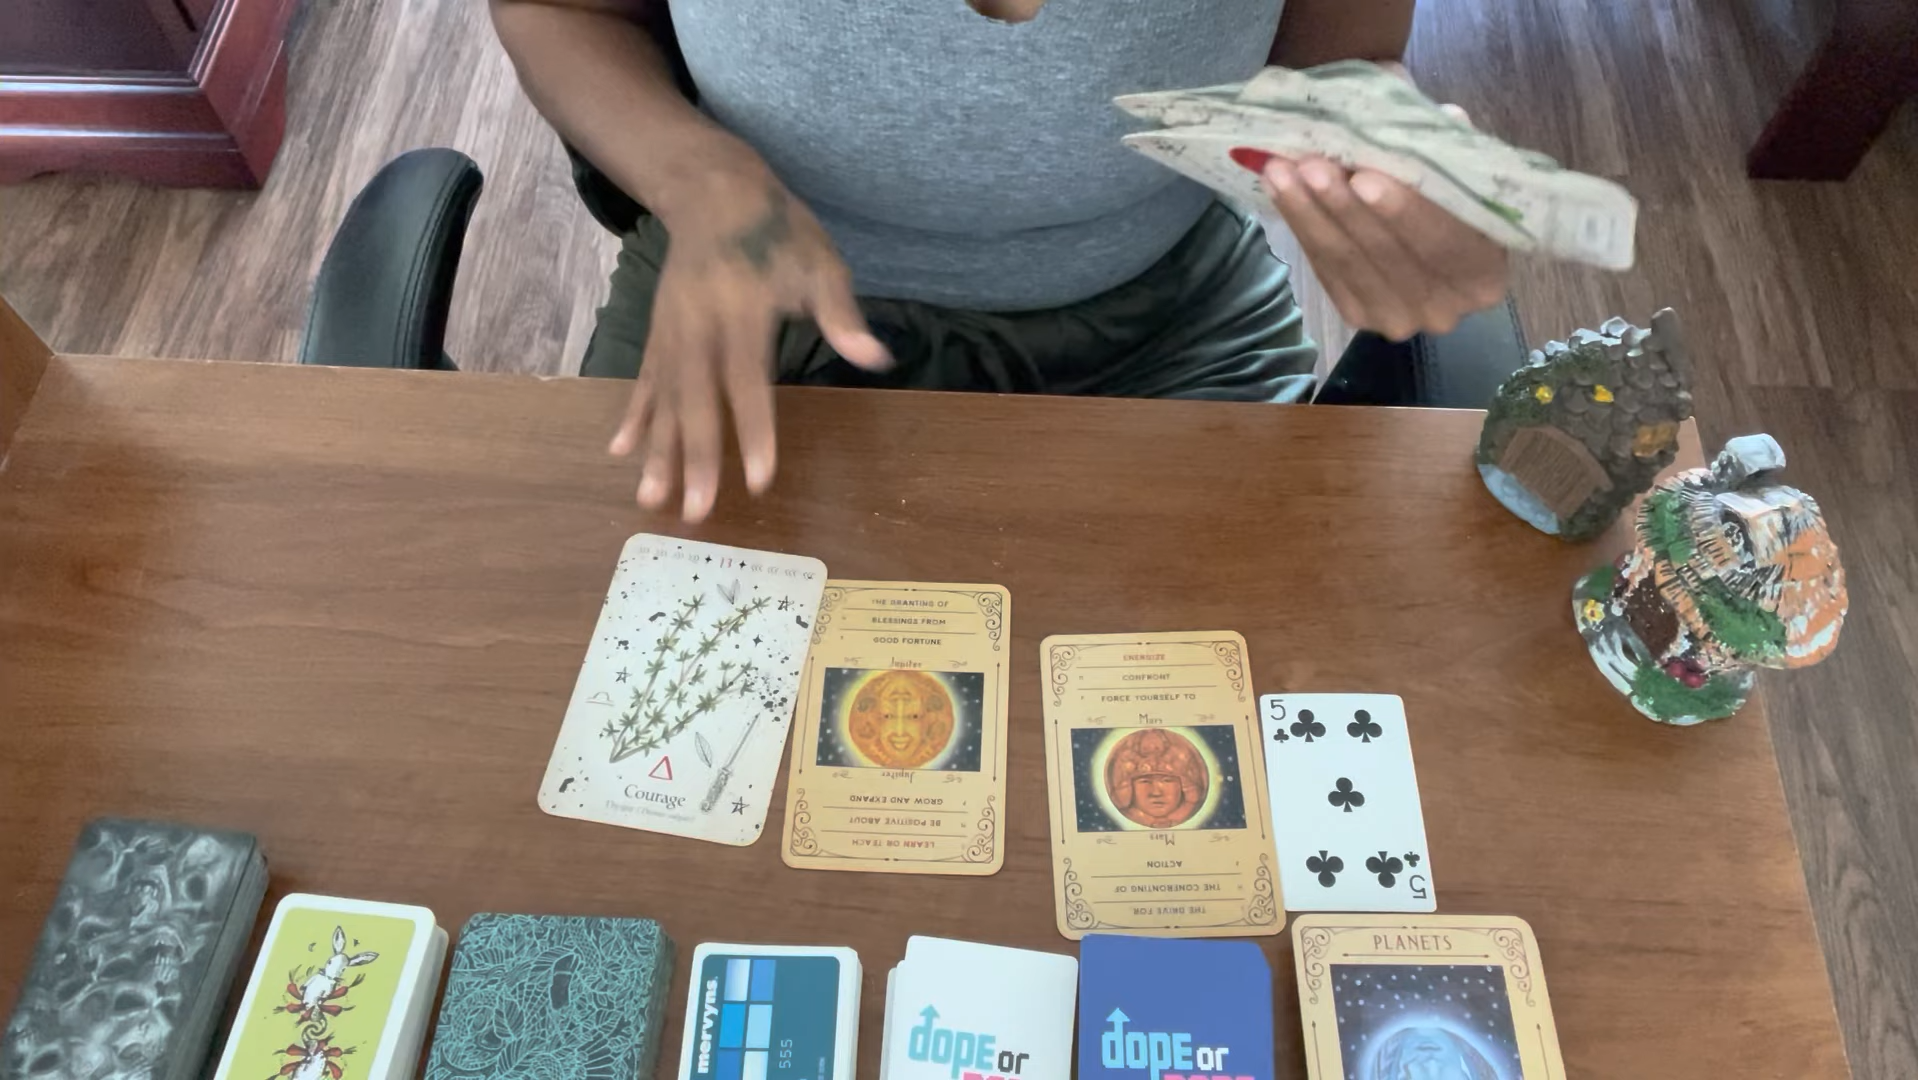 13
Courage
THE GRANTING OF
BLESSINGS FROM
GOOD FORTUNE
Jupiter
Jupiter
GROW AND EXPAND
BE POSITIVE ABOUT
LEARN OR TEACH
ENERGIZE
CONFRONT
FORCE YOURSELF TO
Mars
Mars
ACTION
THE CONFRONTING OF
THE DRIVE FOR
5
5
mervyns
555
dope or
dope or
PLANETS